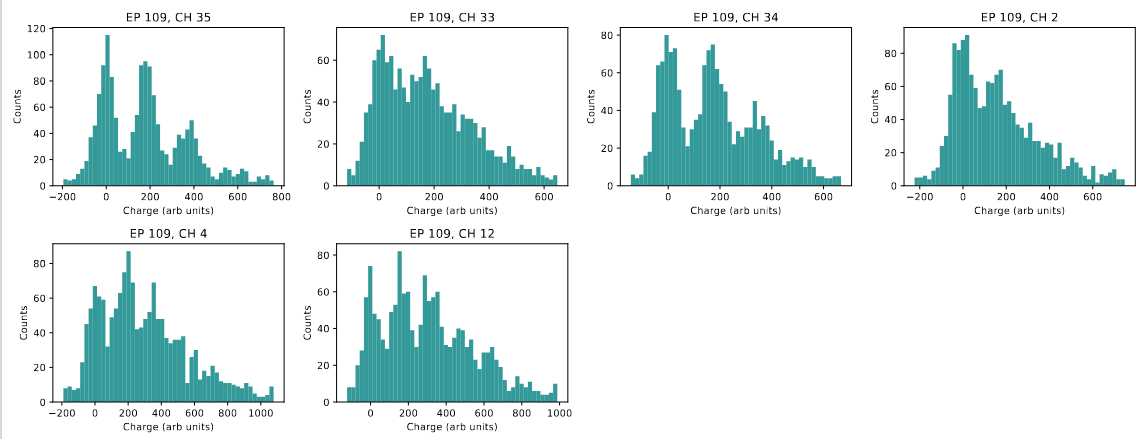 EP 109, CH 35
120
100
80
60
40
20
0
Counts
−200 0 200 400 600 800
Charge (arb units)
EP 109, CH 33
60
40
20
0
Counts
0 200 400 600
Charge (arb units)
EP 109, CH 34
80
60
40
20
0
Counts
0 200 400 600
Charge (arb units)
EP 109, CH 2
80
60
40
20
0
Counts
−200 0 200 400 600
Charge (arb units)
EP 109, CH 4
80
60
40
20
0
Counts
−200 0 200 400 600 800 1000
Charge (arb units)
EP 109, CH 12
80
60
40
20
0
Counts
0 200 400 600 800 1000
Charge (arb units)